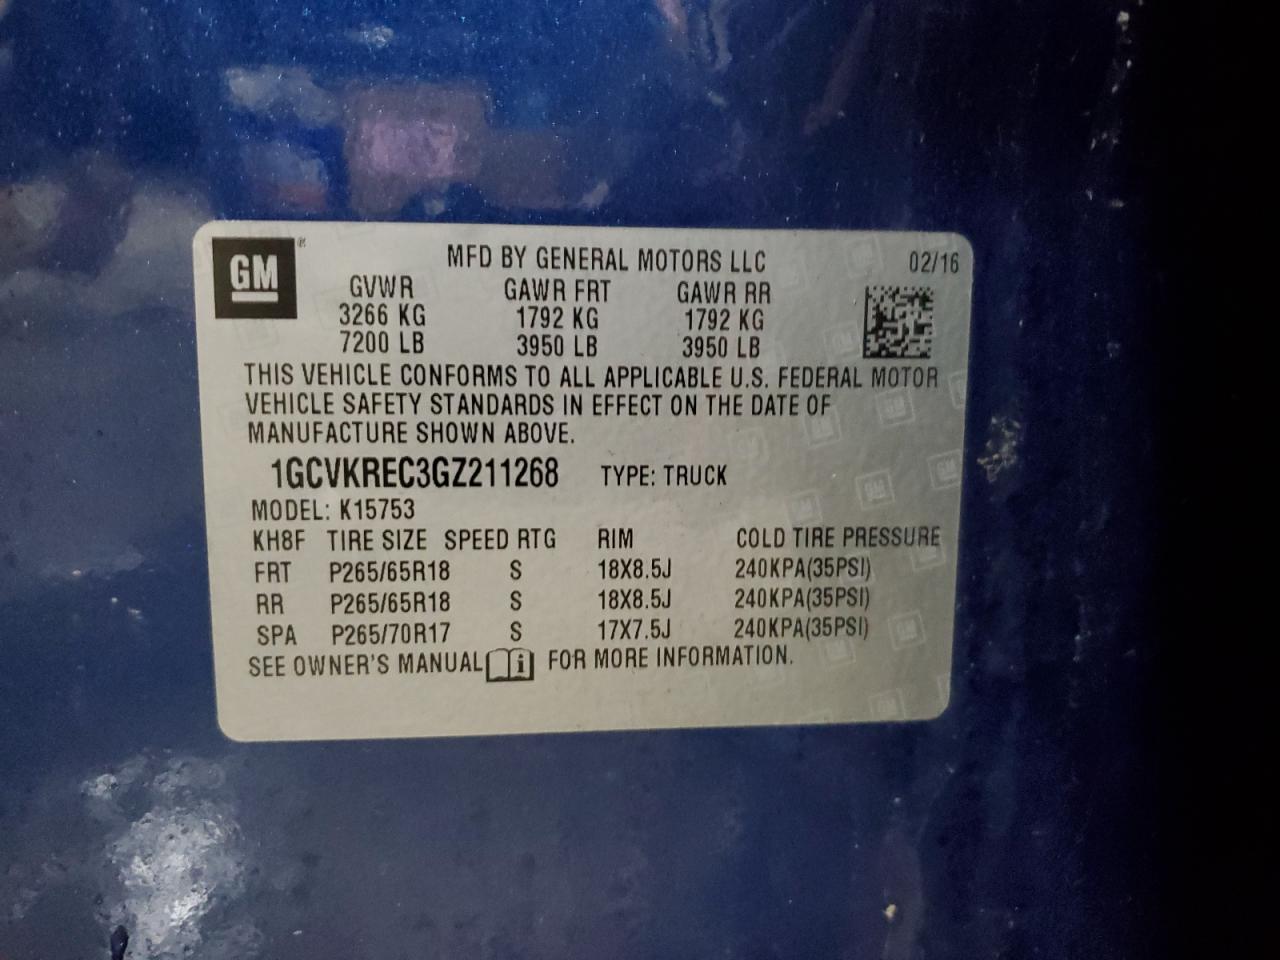 GM ®
MFD BY GENERAL MOTORS LLC 02/16
GVWR GAWR FRT GAWR RR
3266 KG 1792 KG 1792 KG
7200 LB 3950 LB 3950 LB
THIS VEHICLE CONFORMS TO ALL APPLICABLE U.S. FEDERAL MOTOR
VEHICLE SAFETY STANDARDS IN EFFECT ON THE DATE OF
MANUFACTURE SHOWN ABOVE.
1GCVKREC3GZ211268 TYPE: TRUCK
MODEL: K15753
KH8F TIRE SIZE SPEED RTG RIM COLD TIRE PRESSURE
FRT P265/65R18 S 18X8.5J 240KPA(35PSI)
RR P265/65R18 S 18X8.5J 240KPA(35PSI)
SPA P265/70R17 S 17X7.5J 240KPA(35PSI)
SEE OWNER'S MANUAL i FOR MORE INFORMATION.